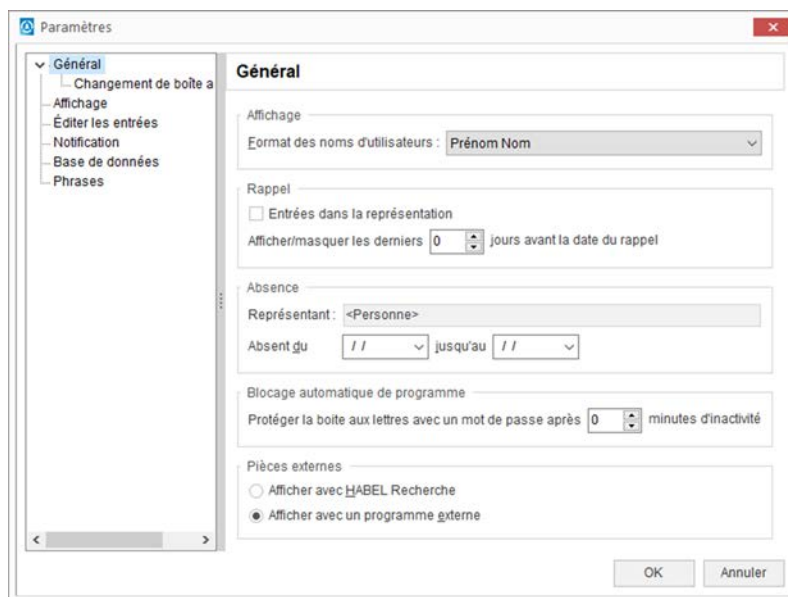 Paramètres
Général
Changement de boîte a
Affichage
Éditer les entrées
Notification
Base de données
Phrases
Général
Affichage
Format des noms d'utilisateurs : Prénom Nom
Rappel
Entrées dans la représentation
Afficher/masquer les derniers 0 jours avant la date du rappel
Absence
Représentant : <Personne>
Absent du / / jusqu'au / /
Blocage automatique de programme
Protéger la boite aux lettres avec un mot de passe après 0 minutes d'inactivité
Pièces externes
Afficher avec HABEL Recherche
Afficher avec un programme externe
OK Annuler